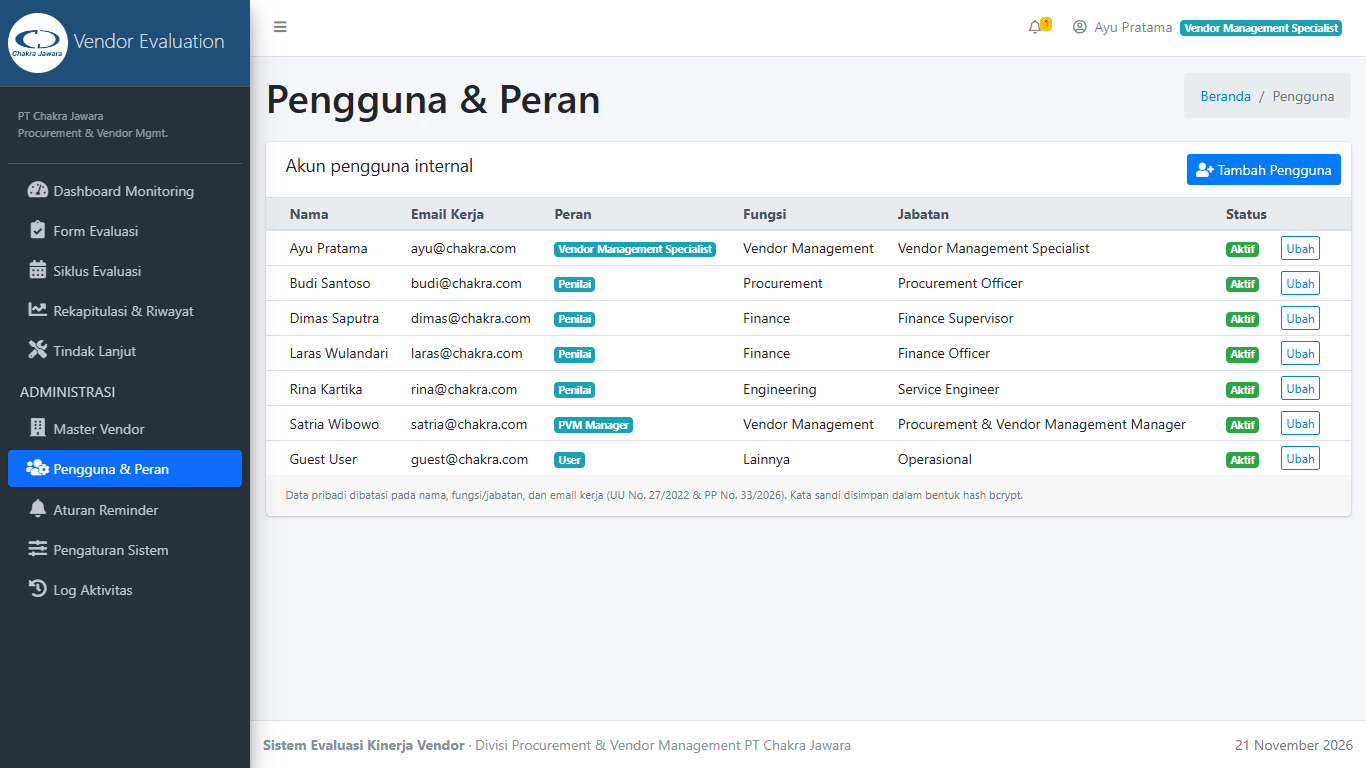 Chakra Jawara
Vendor Evaluation
1
Ayu Pratama Vendor Management Specialist
PT Chakra Jawara
Procurement & Vendor Mgmt.
Dashboard Monitoring
Form Evaluasi
Siklus Evaluasi
Rekapitulasi & Riwayat
Tindak Lanjut
ADMINISTRASI
Master Vendor
Pengguna & Peran
Aturan Reminder
Pengaturan Sistem
Log Aktivitas
Pengguna & Peran
Beranda / Pengguna
Akun pengguna internal
Tambah Pengguna
Nama Email Kerja Peran Fungsi Jabatan Status
Ayu Pratama ayu@chakra.com Vendor Management Specialist Vendor Management Vendor Management Specialist Aktif Ubah
Budi Santoso budi@chakra.com Penilai Procurement Procurement Officer Aktif Ubah
Dimas Saputra dimas@chakra.com Penilai Finance Finance Supervisor Aktif Ubah
Laras Wulandari laras@chakra.com Penilai Finance Finance Officer Aktif Ubah
Rina Kartika rina@chakra.com Penilai Engineering Service Engineer Aktif Ubah
Satria Wibowo satria@chakra.com PVM Manager Vendor Management Procurement & Vendor Management Manager Aktif Ubah
Guest User guest@chakra.com User Lainnya Operasional Aktif Ubah
Data pribadi dibatasi pada nama, fungsi/jabatan, dan email kerja (UU No. 27/2022 & PP No. 33/2026). Kata sandi disimpan dalam bentuk hash bcrypt.
Sistem Evaluasi Kinerja Vendor · Divisi Procurement & Vendor Management PT Chakra Jawara
21 November 2026